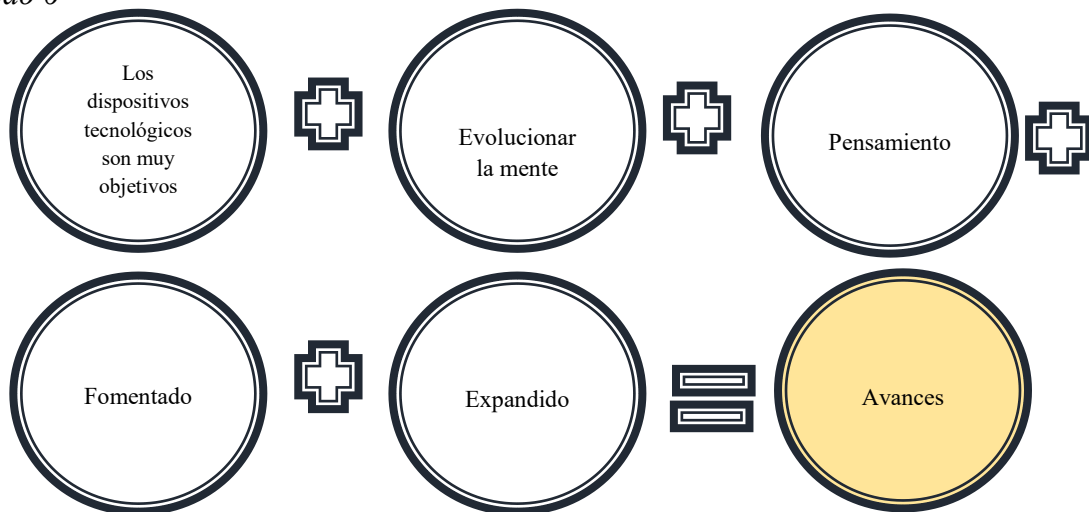 Los
dispositivos
tecnológicos
son muy
objetivos
Evolucionar
la mente
Pensamiento
Fomentado
Expandido
Avances